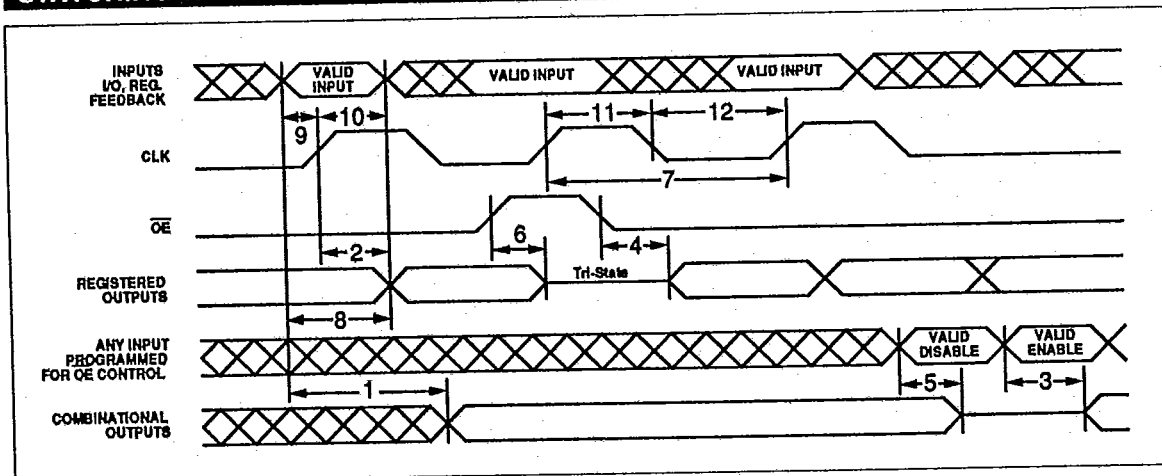 INPUTS
I/O, REG.
FEEDBACK
VALID
INPUT
VALID INPUT
VALID INPUT
9
10
11
12
CLK
7
OE
6
4
2
REGISTERED
OUTPUTS
Tri-State
8
ANY INPUT
PROGRAMMED
FOR OE CONTROL
VALID
DISABLE
VALID
ENABLE
1
5
3
COMBINATIONAL
OUTPUTS